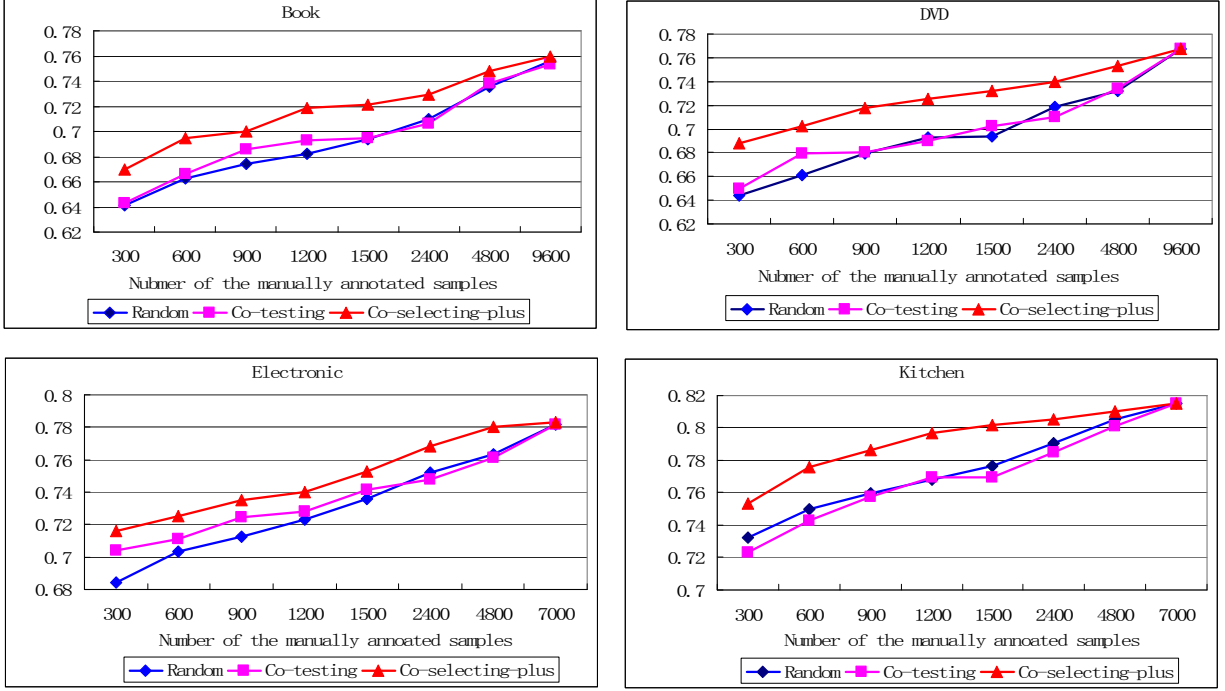 Book
0.78
0.76
0.74
0.72
0.7
0.68
0.66
0.64
0.62
300 600 900 1200 1500 2400 4800 9600
Nubmer of the manually annotated samples
Random Co-testing Co-selecting-plus
DVD
0.78
0.76
0.74
0.72
0.7
0.68
0.66
0.64
0.62
300 600 900 1200 1500 2400 4800 9600
Nubmer of the manually annotated samples
Random Co-testing Co-selecting-plus
Electronic
0.8
0.78
0.76
0.74
0.72
0.7
0.68
300 600 900 1200 1500 2400 4800 7000
Number of the manually annoated samples
Random Co-testing Co-selecting-plus
Kitchen
0.82
0.8
0.78
0.76
0.74
0.72
0.7
300 600 900 1200 1500 2400 4800 7000
Number of the manually annoated samples
Random Co-testing Co-selecting-plus